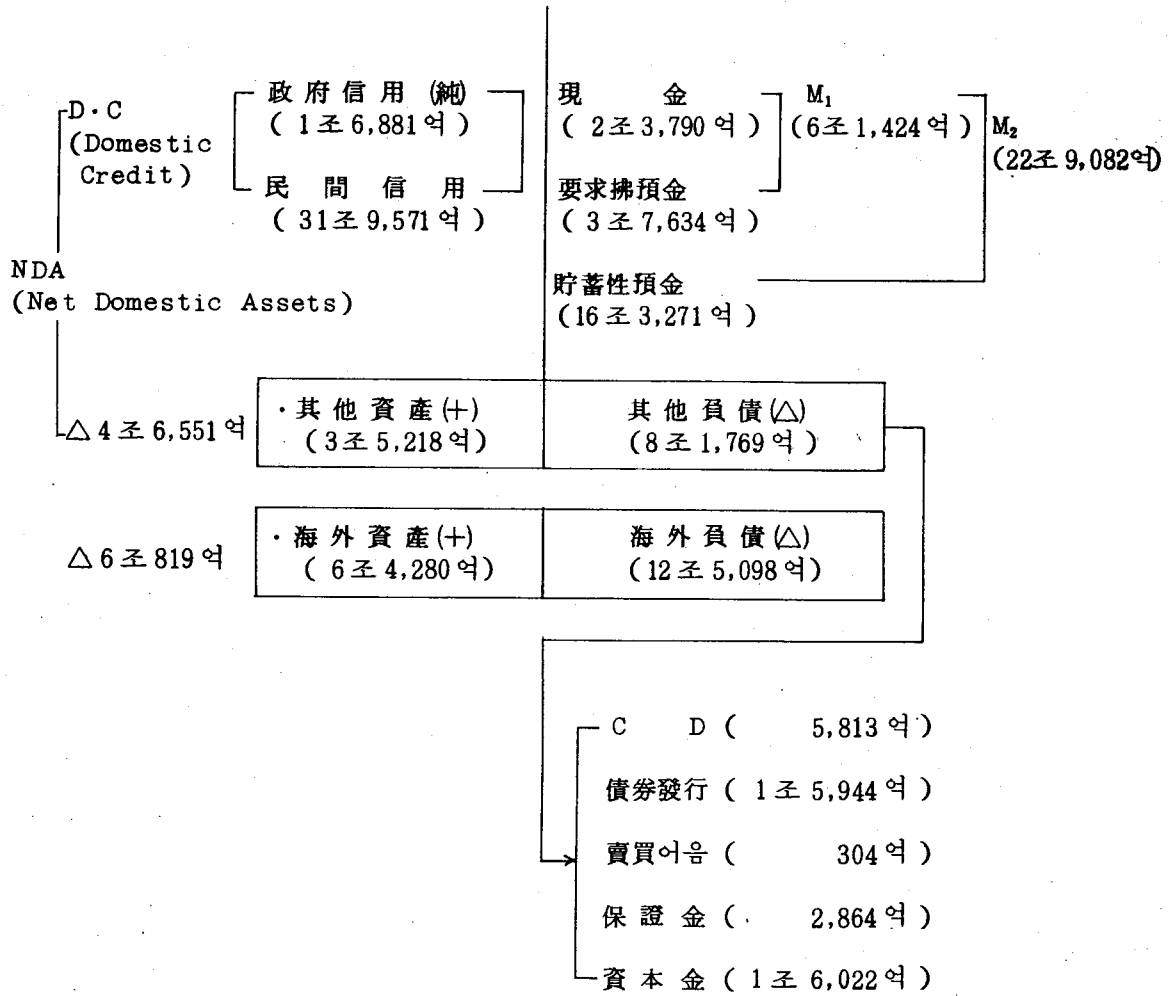 D·C
(Domestic
Credit)
政府信用 (純)
( 1조 6,881억 )
民間信用
( 31조 9,571억 )
NDA
(Net Domestic Assets)
現金
( 2조 3,790억 )
M₁
(6조 1,424억 )
M₂
(22조 9,082억)
要求拂預金
( 3조 7,634억 )
貯蓄性預金
(16조 3,271억 )
△4조 6,551억
·其他資産(+)
(3조 5,218억)
其他負債(△)
(8조 1,769억 )
△6조 819억
·海外資産(+)
( 6조 4,280억)
海外負債(△)
(12조 5,098억)
C D ( 5,813억 )
債券發行 ( 1조 5,944억 )
賣買어음 ( 304억 )
保證金 ( 2,864억 )
資本金 ( 1조 6,022억 )